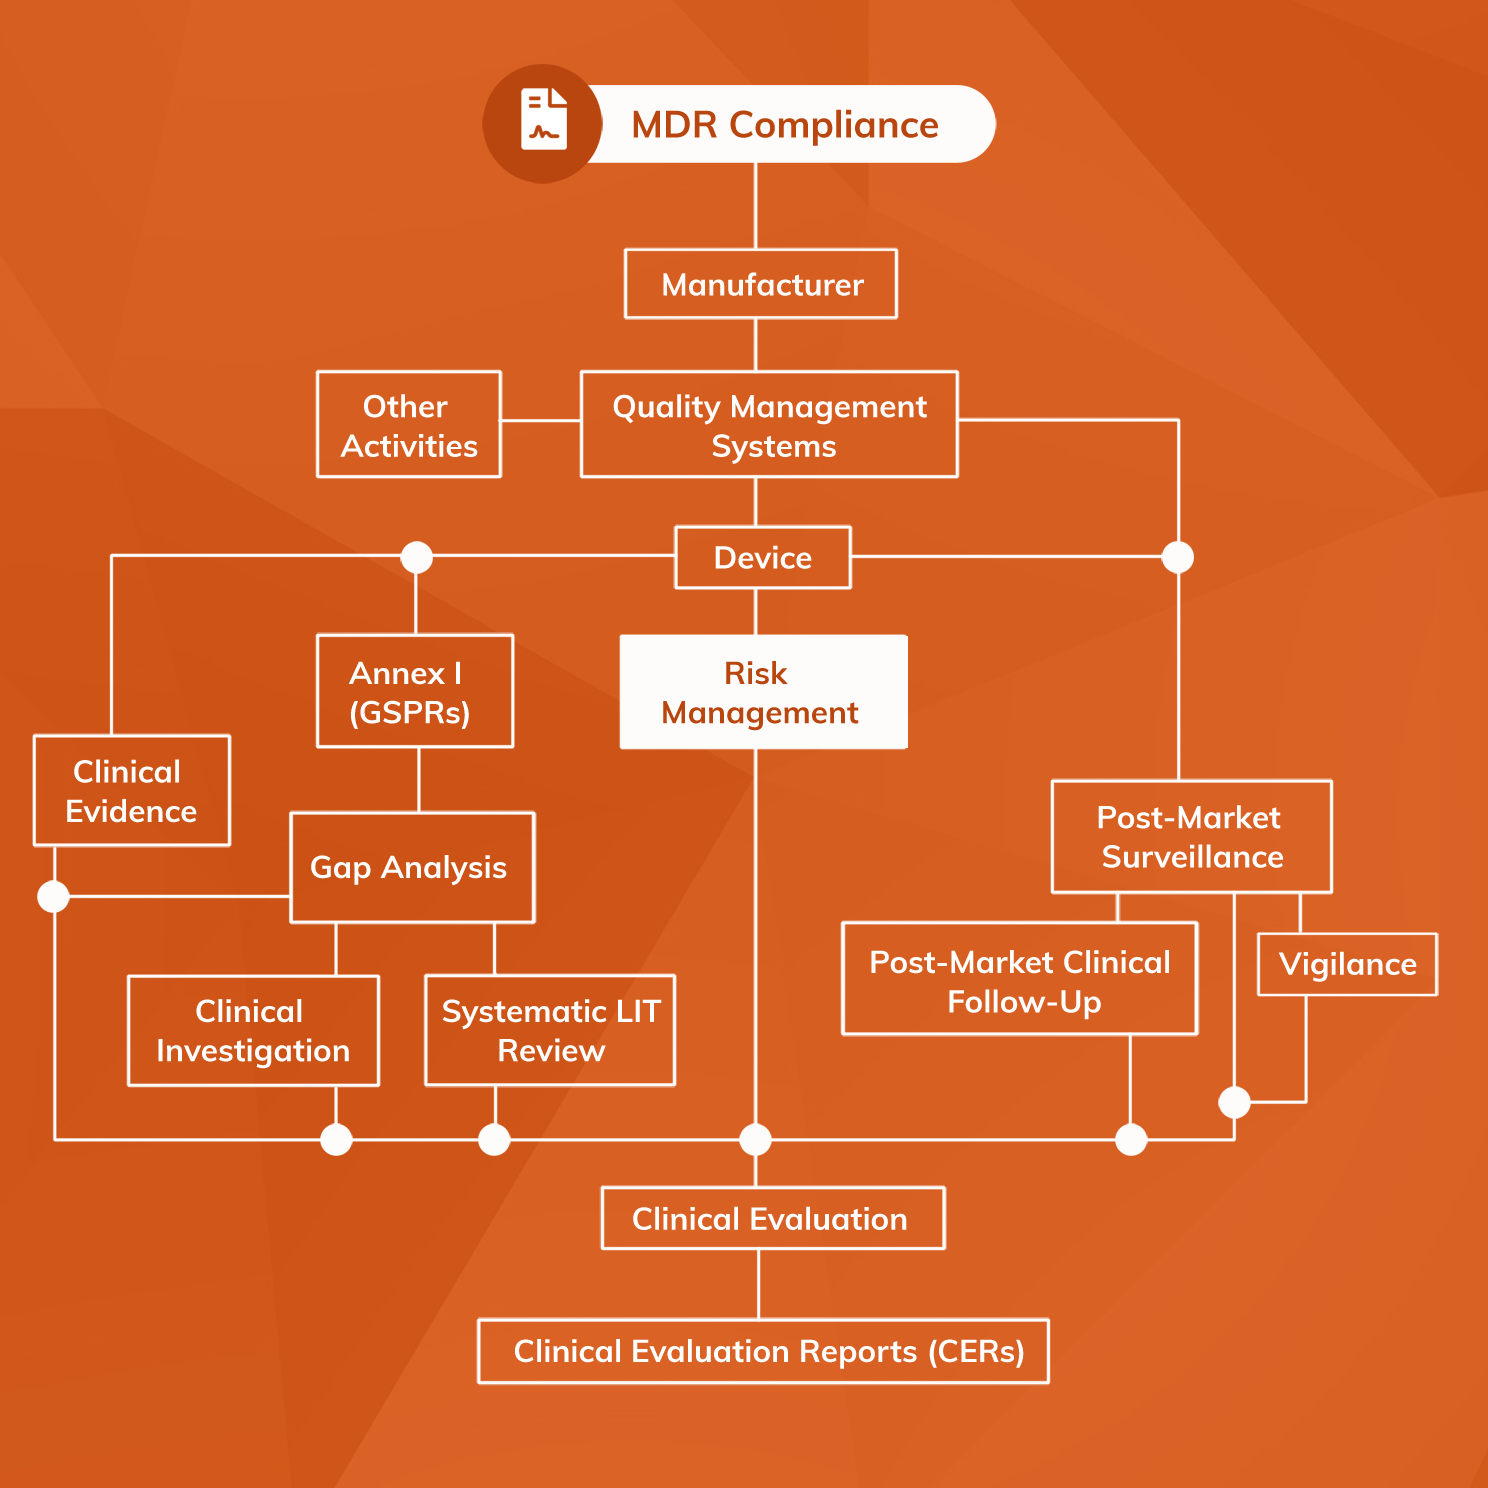 MDR Compliance
Manufacturer
Other
Activities
Quality Management
Systems
Device
Annex I
(GSPRs)
Risk
Management
Clinical
Evidence
Gap Analysis
Post-Market
Surveillance
Clinical
Investigation
Systematic LIT
Review
Post-Market Clinical
Follow-Up
Vigilance
Clinical Evaluation
Clinical Evaluation Reports (CERs)